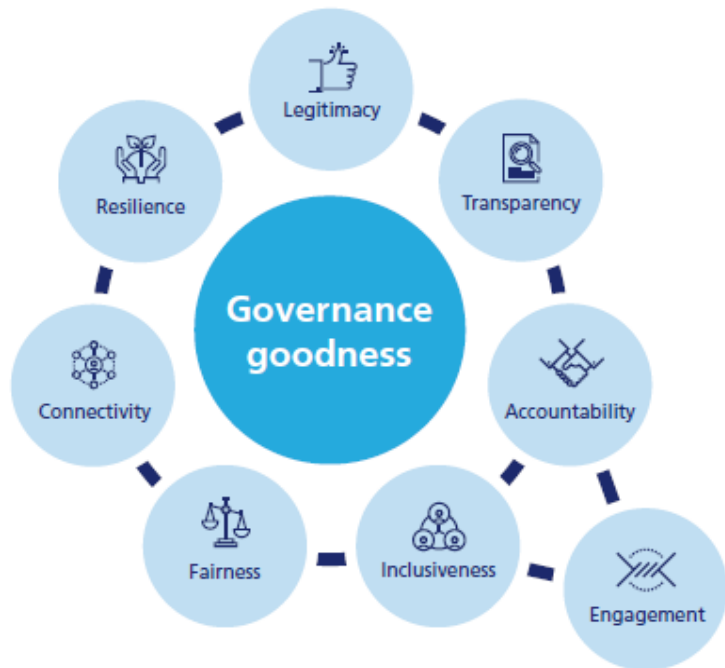 Legitimacy
Resilience
Transparency
Governance
goodness
Connectivity
Accountability
Fairness
Inclusiveness
Engagement